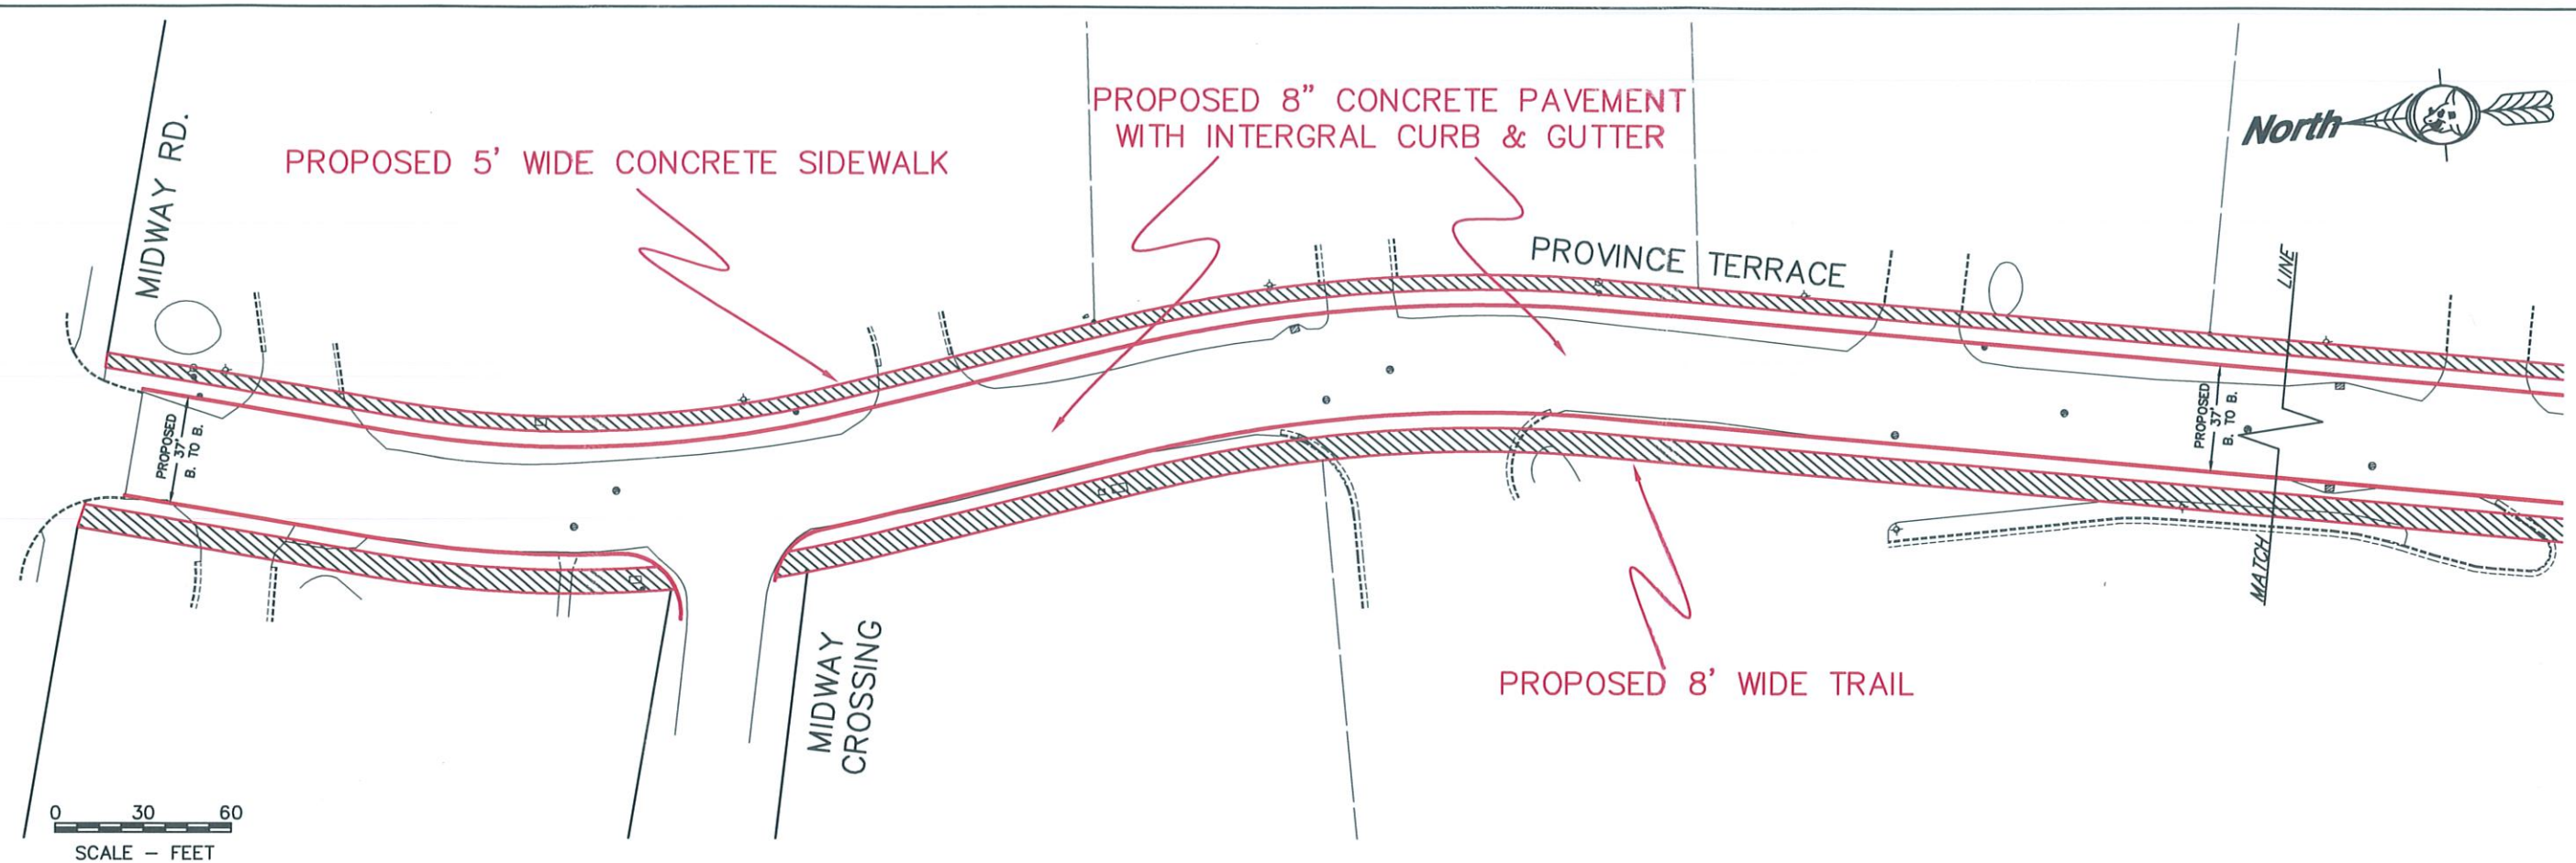 MIDWAY RD.
PROPOSED 5' WIDE CONCRETE SIDEWALK
PROPOSED 8" CONCRETE PAVEMENT
WITH INTERGRAL CURB & GUTTER
North
PROVINCE TERRACE
PROPOSED
37'
B. TO B.
PROPOSED
37'
B. TO B.
MATCH LINE
MIDWAY
CROSSING
PROPOSED 8' WIDE TRAIL
0 30 60
SCALE – FEET